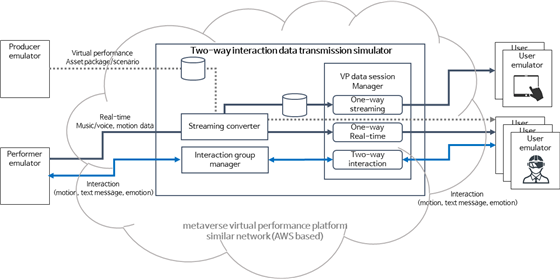 Producer
emulator
Virtual performance
Asset package/scenario
Two-way interaction data transmission simulator
VP data session
Manager
One-way
streaming
User
User
emulator
Real-time
Music/voice, motion data
Streaming converter
One-way
Real-time
User
User
emulator
Performer
emulator
Interaction group
manager
Two-way
interaction
Interaction
(motion, text message, emotion)
Interaction
(motion, text message, emotion)
metaverse virtual performance platform
similar network (AWS based)